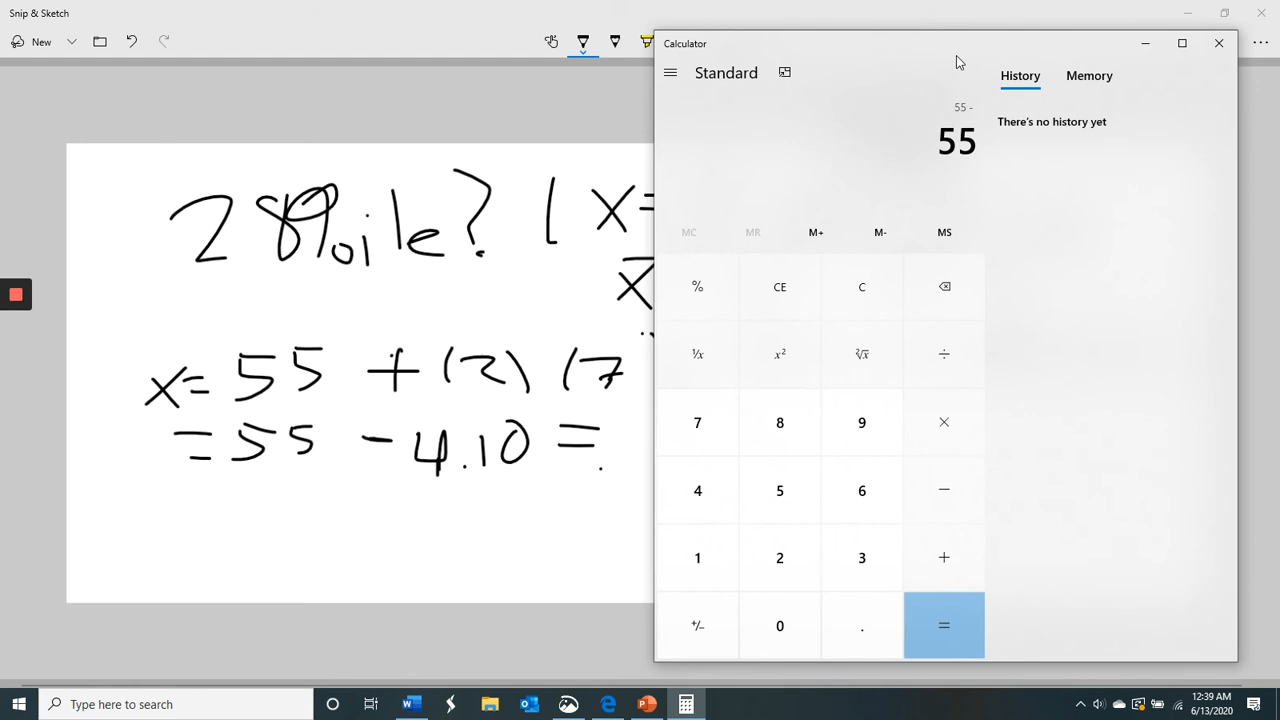 Snip & Sketch
New
Calculator
Standard
History
Memory
55 -
55
There's no history yet
MC MR M+ M- MS
% CE C
¹/x x² ²√x ÷
7 8 9 ×
4 5 6 −
1 2 3 +
+/− 0 . =
28%ile? | x=
x̄
x= 55 + (2) (7
= 55 - 4.10 =
Type here to search
12:39 AM
6/13/2020